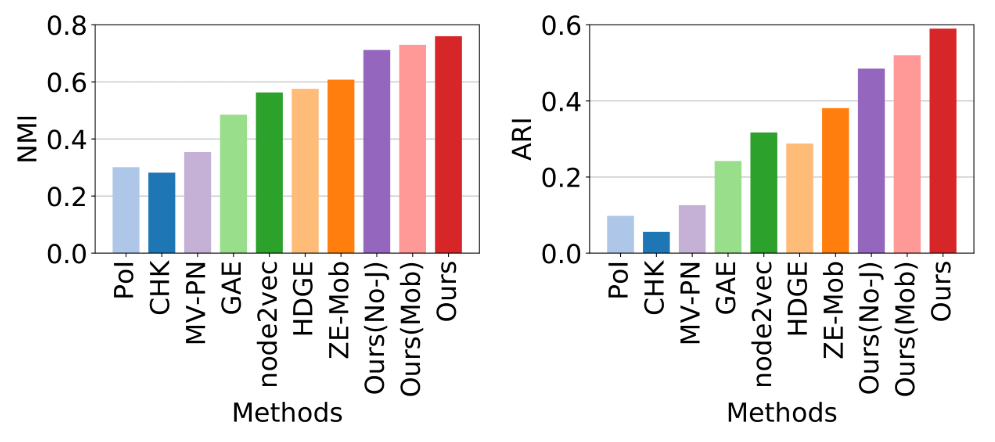 0.8
0.6
0.4
0.2
0.0
NMI
PoI
CHK
MV-PN
GAE
node2vec
HDGE
ZE-Mob
Ours(No-J)
Ours(Mob)
Ours
Methods
0.6
0.4
0.2
0.0
ARI
PoI
CHK
MV-PN
GAE
node2vec
HDGE
ZE-Mob
Ours(No-J)
Ours(Mob)
Ours
Methods